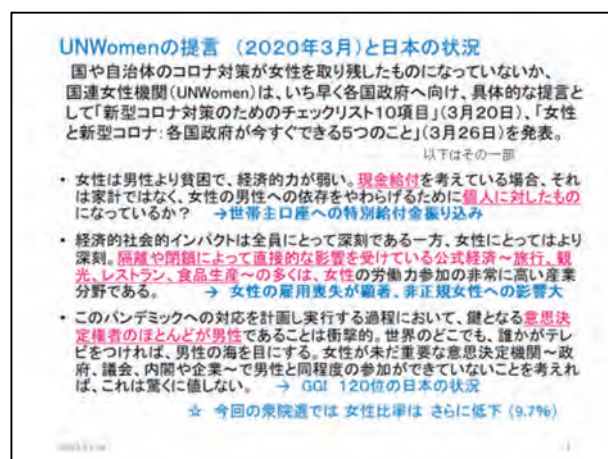 UNWomenの提言 (2020年3月)と日本の状況
国や自治体のコロナ対策が女性を取り残したものになっていないか、
国連女性機関(UNWomen)は、いち早く各国政府へ向け、具体的な提言と
して「新型コロナ対策のためのチェックリスト10項目」(3月20日)、「女性
と新型コロナ:各国政府が今すぐできる5つのこと」(3月26日)を発表。
以下はその一部
・ 女性は男性より貧困で、経済的力が弱い。現金給付を考えている場合、それ
は家計ではなく、女性の男性への依存をやわらげるために個人に対したもの
になっているか? →世帯主口座への特別給付金振り込み
・ 経済的社会的インパクトは全員にとって深刻である一方、女性にとってはより
深刻。隔離や閉鎖によって直接的な影響を受けている公式経済~旅行、観
光、レストラン、食品生産~の多くは、女性の労働力参加の非常に高い産業
分野である。 → 女性の雇用喪失が顕著、非正規女性への影響大
・ このパンデミックへの対応を計画し実行する過程において、鍵となる意思決
定権者のほとんどが男性であることは衝撃的。世界のどこでも、誰かがテレ
ビをつければ、男性の海を目にする。女性が未だ重要な意思決定機関~政
府、議会、内閣や企業~で男性と同程度の参加ができていないことを考えれ
ば、これは驚くに値しない。 → GGI 120位の日本の状況
☆ 今回の衆院選では 女性比率は さらに低下 (9.7%)